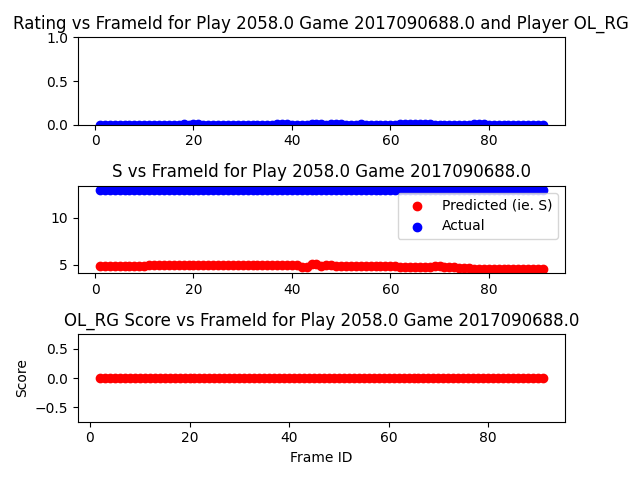 Rating vs FrameId for Play 2058.0 Game 2017090688.0 and Player OL_RG
1.0
0.5
0.0
0 20 40 60 80
S vs FrameId for Play 2058.0 Game 2017090688.0
10
5
Predicted (ie. S)
Actual
0 20 40 60 80
OL_RG Score vs FrameId for Play 2058.0 Game 2017090688.0
Score
0.5
0.0
−0.5
0 20 40 60 80
Frame ID